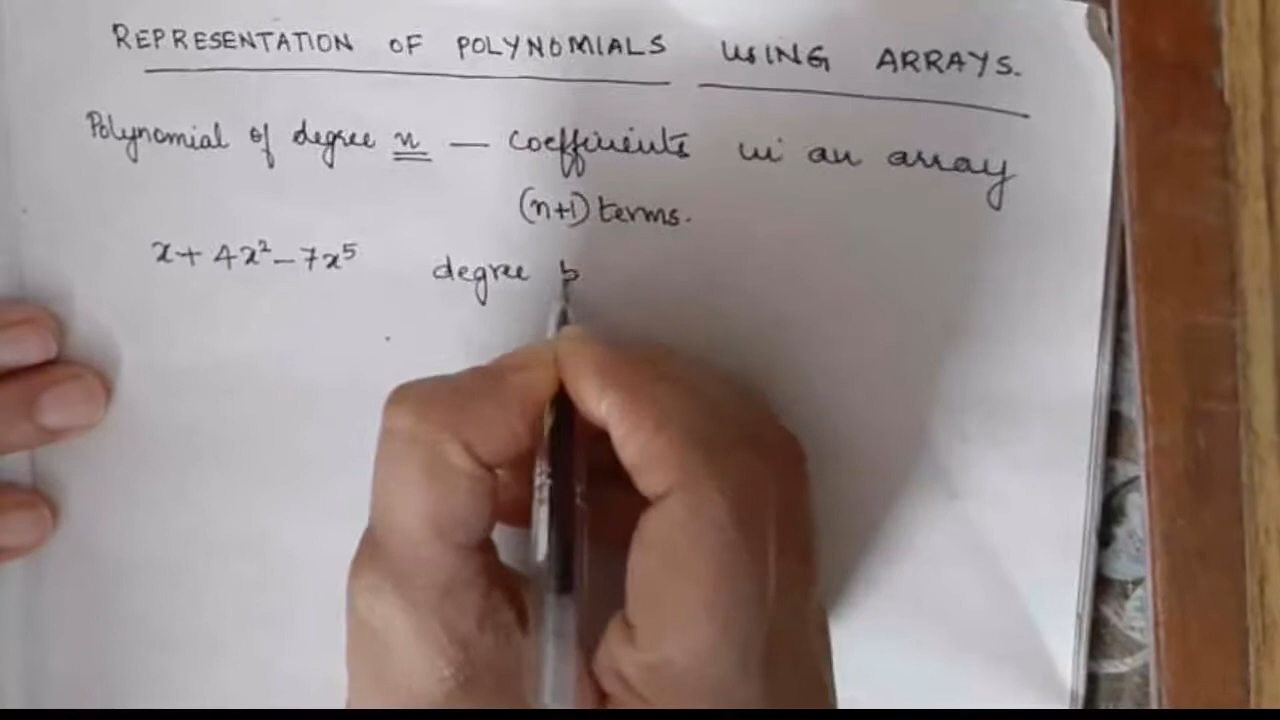 REPRESENTATION OF POLYNOMIALS USING ARRAYS.
Polynomial of degree n — coefficients in an array
(n+1) terms.
x + 4x² - 7x⁵ degree 5